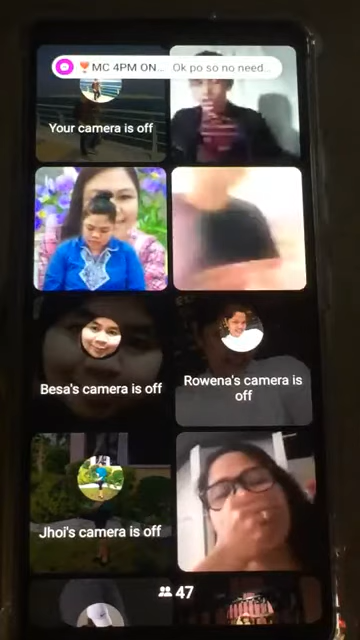 🏆MC 4PM ON... Ok po so no need...
Your camera is off
Besa's camera is off
Rowena's camera is
off
Jhoi's camera is off
47